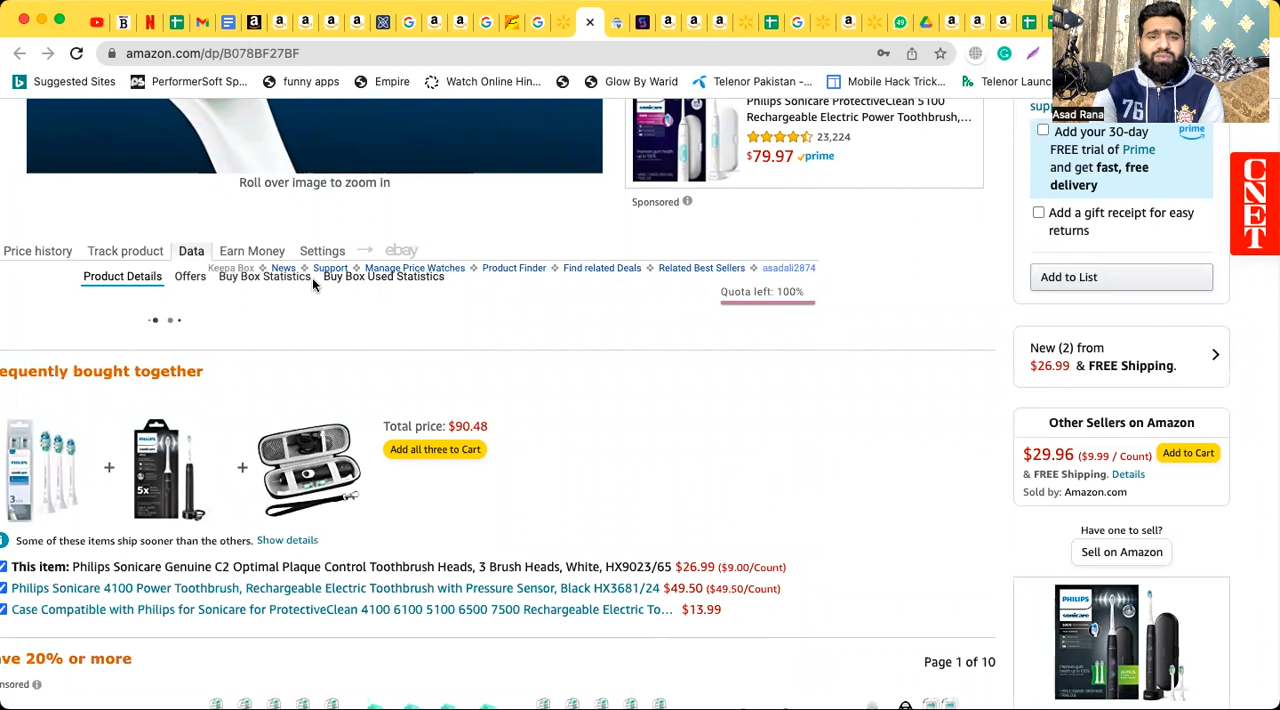 49
amazon.com/dp/B078BF27BF
Suggested Sites
PerformerSoft Sp...
funny apps
Empire
Watch Online Hin...
Glow By Warid
Telenor Pakistan -...
Mobile Hack Trick...
Telenor Launc
76
Asad Rana
Philips Sonicare ProtectiveClean 5100
Rechargeable Electric Power Toothbrush,...
23,224
$79.97 prime
Sponsored
Roll over image to zoom in
Add your 30-day
FREE trial of Prime
and get fast, free
delivery
prime
Add a gift receipt for easy
returns
Add to List
CNET
Price history
Track product
Data
Earn Money
Settings
ebay
Keepa Box
News
Support
Manage Price Watches
Product Finder
Find related Deals
Related Best Sellers
asadali2874
Product Details
Offers
Buy Box Statistics
Buy Box Used Statistics
Quota left: 100%
New (2) from
$26.99 & FREE Shipping.
equently bought together
Total price: $90.48
Add all three to Cart
Other Sellers on Amazon
$29.96 ($9.99 / Count)
Add to Cart
& FREE Shipping. Details
Sold by: Amazon.com
Have one to sell?
Sell on Amazon
Some of these items ship sooner than the others. Show details
This item: Philips Sonicare Genuine C2 Optimal Plaque Control Toothbrush Heads, 3 Brush Heads, White, HX9023/65 $26.99 ($9.00/Count)
Philips Sonicare 4100 Power Toothbrush, Rechargeable Electric Toothbrush with Pressure Sensor, Black HX3681/24 $49.50 ($49.50/Count)
Case Compatible with Philips for Sonicare for ProtectiveClean 4100 6100 5100 6500 7500 Rechargeable Electric To... $13.99
ave 20% or more
Page 1 of 10
nsored
PHILIPS
sonicare
PHILIPS
5x